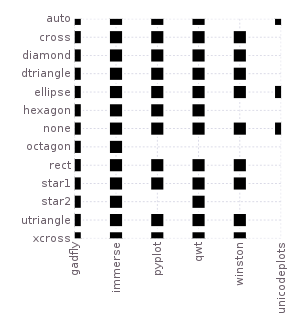 auto
cross
diamond
dtriangle
ellipse
hexagon
none
octagon
rect
star1
star2
utriangle
xcross
gadfly
immerse
pyplot
qwt
winston
unicodeplots